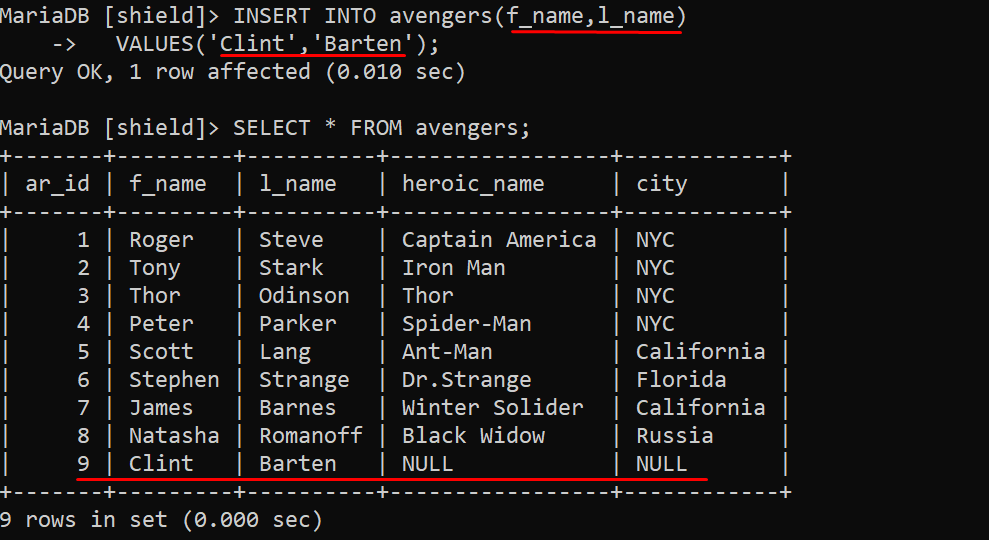 MariaDB [shield]> INSERT INTO avengers(f_name,l_name)
    ->   VALUES('Clint','Barten');
Query OK, 1 row affected (0.010 sec)

MariaDB [shield]> SELECT * FROM avengers;
+-------+---------+----------+-----------------+------------+
| ar_id | f_name  | l_name   | heroic_name     | city       |
+-------+---------+----------+-----------------+------------+
|     1 | Roger   | Steve    | Captain America | NYC        |
|     2 | Tony    | Stark    | Iron Man        | NYC        |
|     3 | Thor    | Odinson  | Thor            | NYC        |
|     4 | Peter   | Parker   | Spider-Man      | NYC        |
|     5 | Scott   | Lang     | Ant-Man         | California |
|     6 | Stephen | Strange  | Dr.Strange      | Florida    |
|     7 | James   | Barnes   | Winter Solider  | California |
|     8 | Natasha | Romanoff | Black Widow     | Russia     |
|     9 | Clint   | Barten   | NULL            | NULL       |
+-------+---------+----------+-----------------+------------+
9 rows in set (0.000 sec)